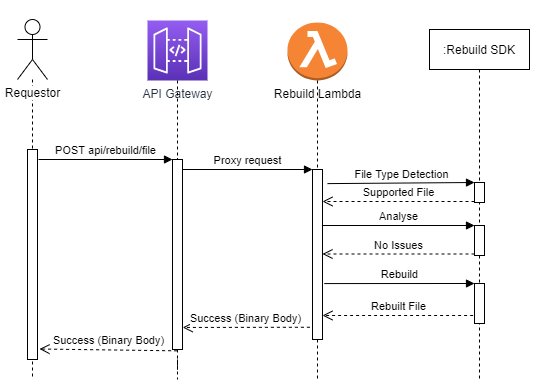 :Rebuild SDK
Requestor
API Gateway
Rebuild Lambda
POST api/rebuild/file
Proxy request
File Type Detection
Supported File
Analyse
No Issues
Rebuild
Rebuilt File
Success (Binary Body)
Success (Binary Body)